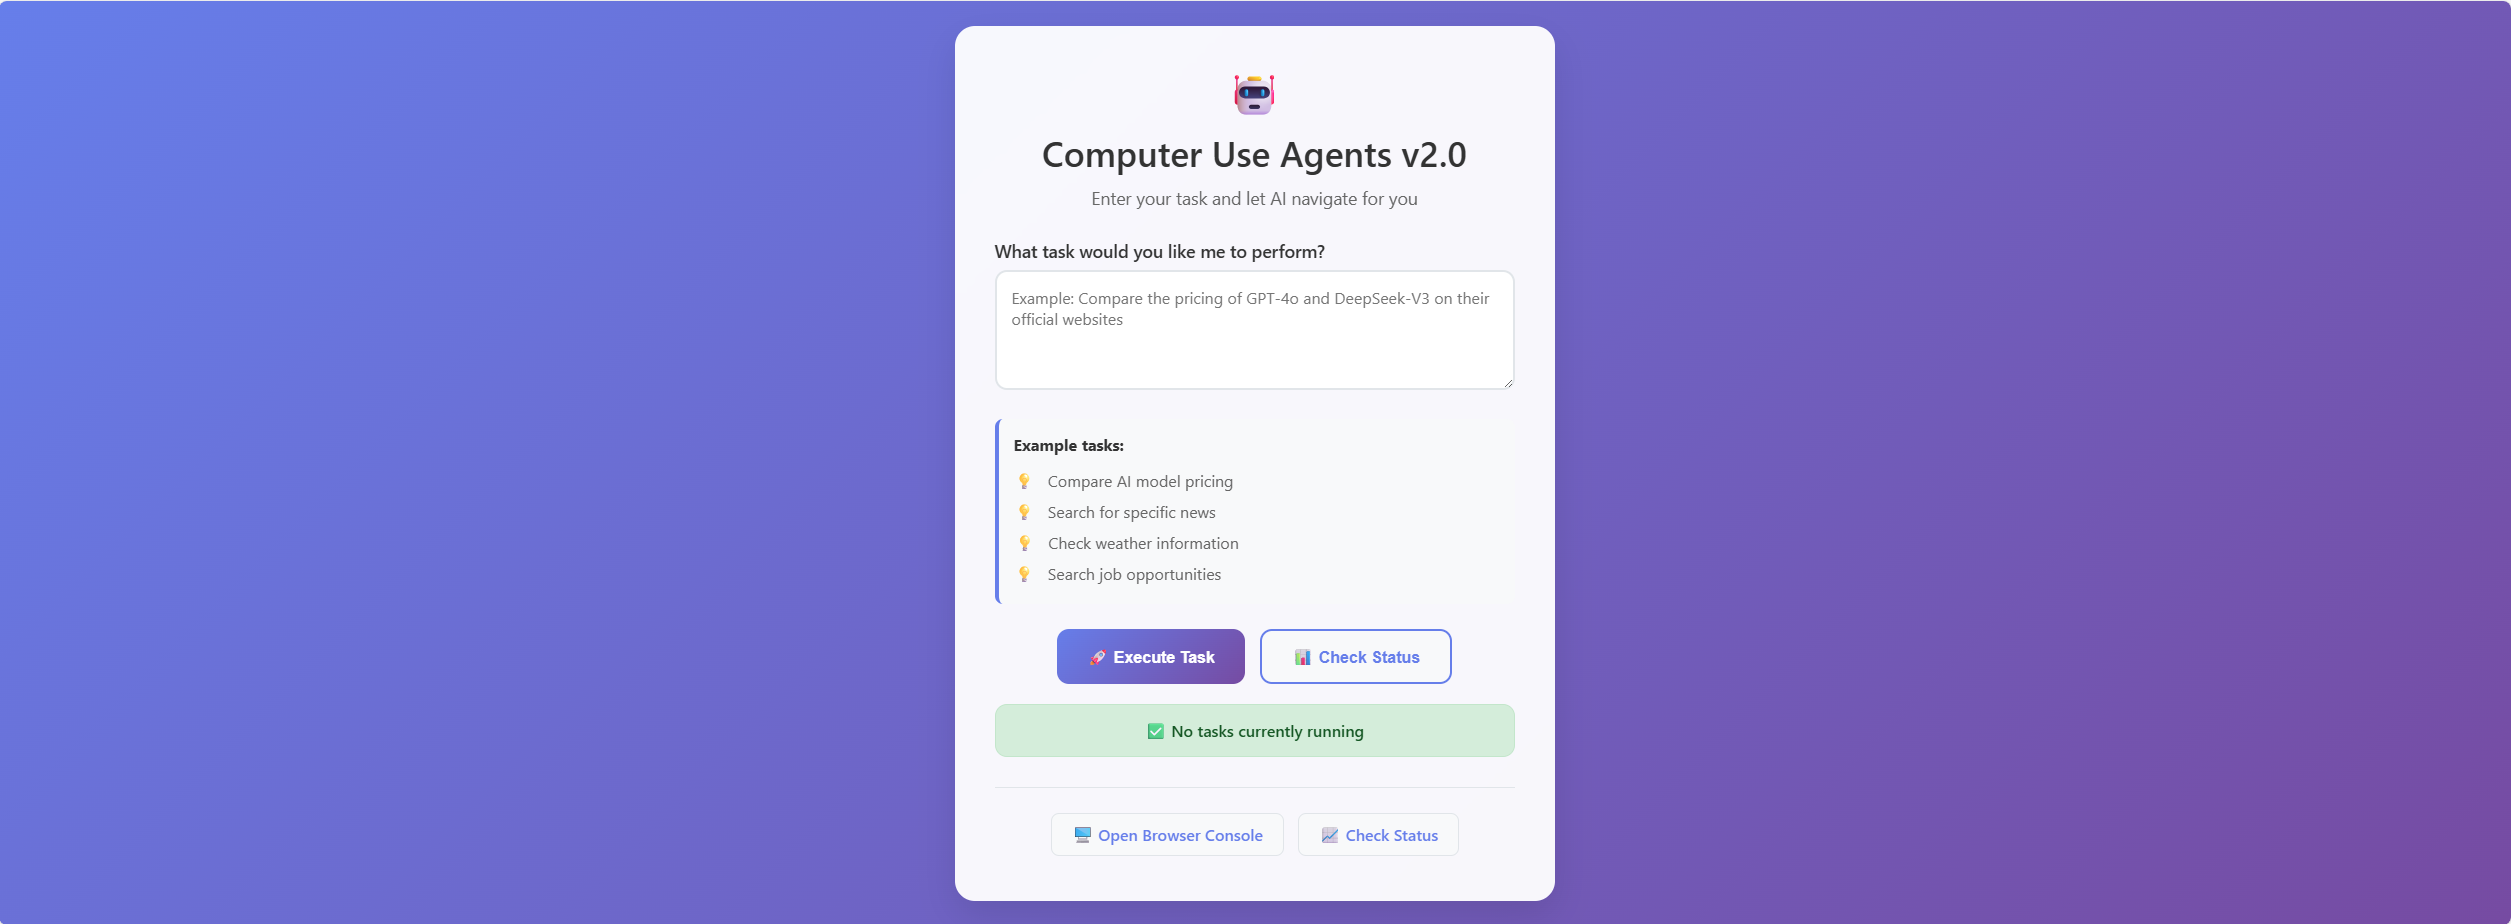 Computer Use Agents v2.0
Enter your task and let AI navigate for you
What task would you like me to perform?
Example: Compare the pricing of GPT-4o and DeepSeek-V3 on their
official websites
Example tasks:
Compare AI model pricing
Search for specific news
Check weather information
Search job opportunities
Execute Task
Check Status
No tasks currently running
Open Browser Console
Check Status